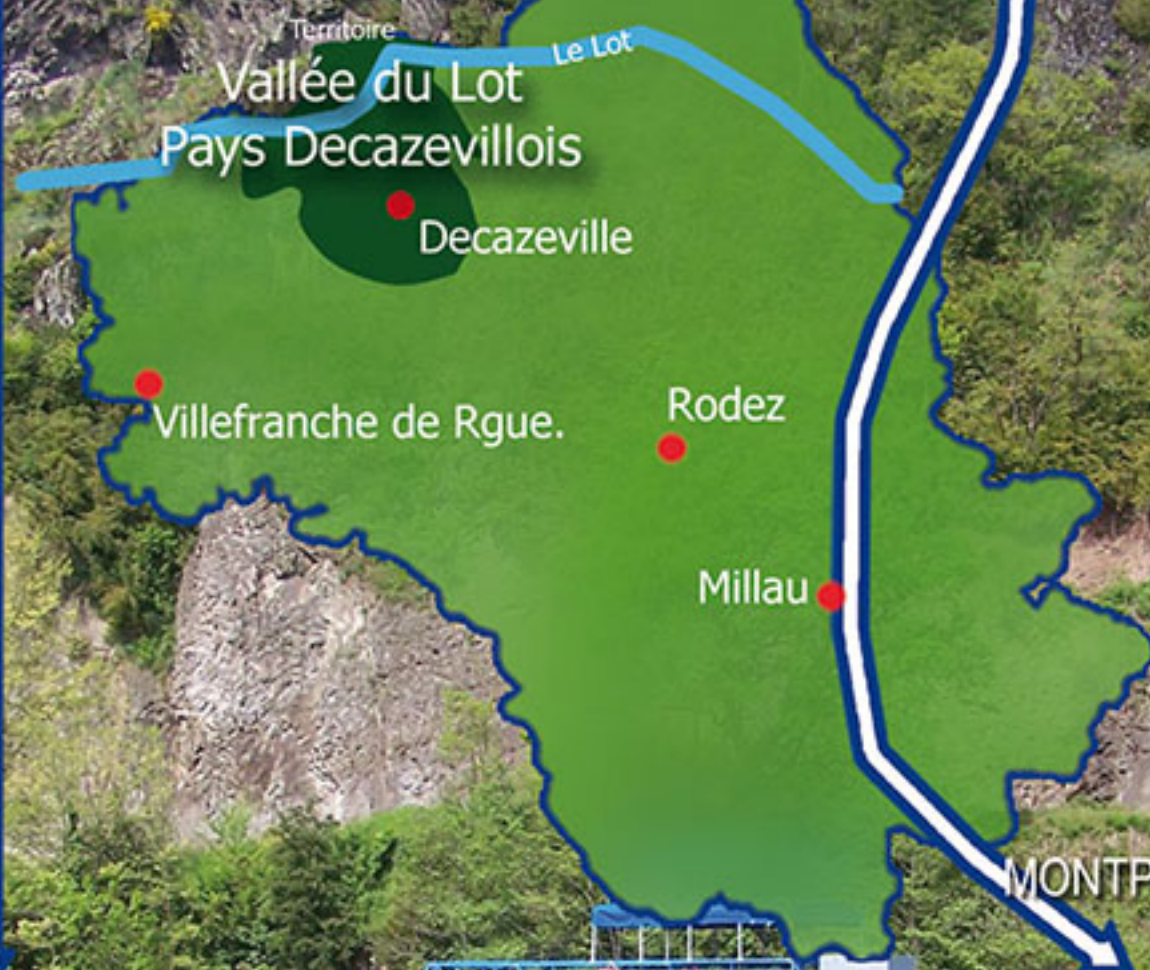 Territoire
Le Lot
Vallée du Lot
Pays Decazevillois
Decazeville
Villefranche de Rgue.
Rodez
Millau
MONTP